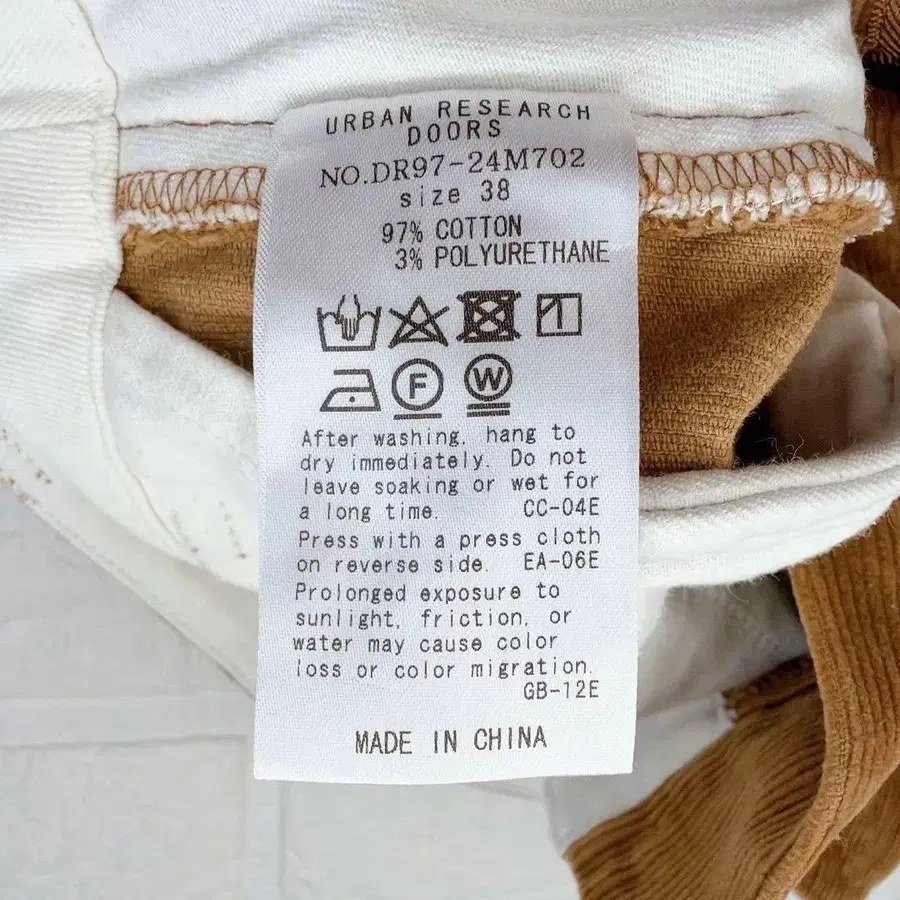 URBAN RESEARCH
DOORS
NO.DR97-24M702
size 38
97% COTTON
3% POLYURETHANE
F W
After washing, hang to
dry immediately. Do not
leave soaking or wet for
a long time. CC-04E
Press with a press cloth
on reverse side. EA-06E
Prolonged exposure to
sunlight, friction, or
water may cause color
loss or color migration.
GB-12E
MADE IN CHINA